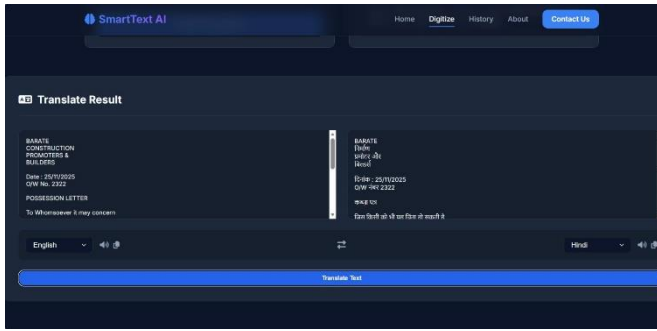 SmartText AI
Home Digitize History About Contact Us
Translate Result
BARATE
CONSTRUCTION
PROMOTERS &
BUILDERS
Date : 25/11/2025
O/W No. 2322
POSSESSION LETTER
To Whomsoever it may concern
BARATE
निर्माण
प्रमोटर और
बिल्डर्स
दिनांक : 25/11/2025
O/W नंबर 2322
कब्ज़ा पत्र
जिस किसी को भी यह चिंता हो सकती है
English
Hindi
Translate Text